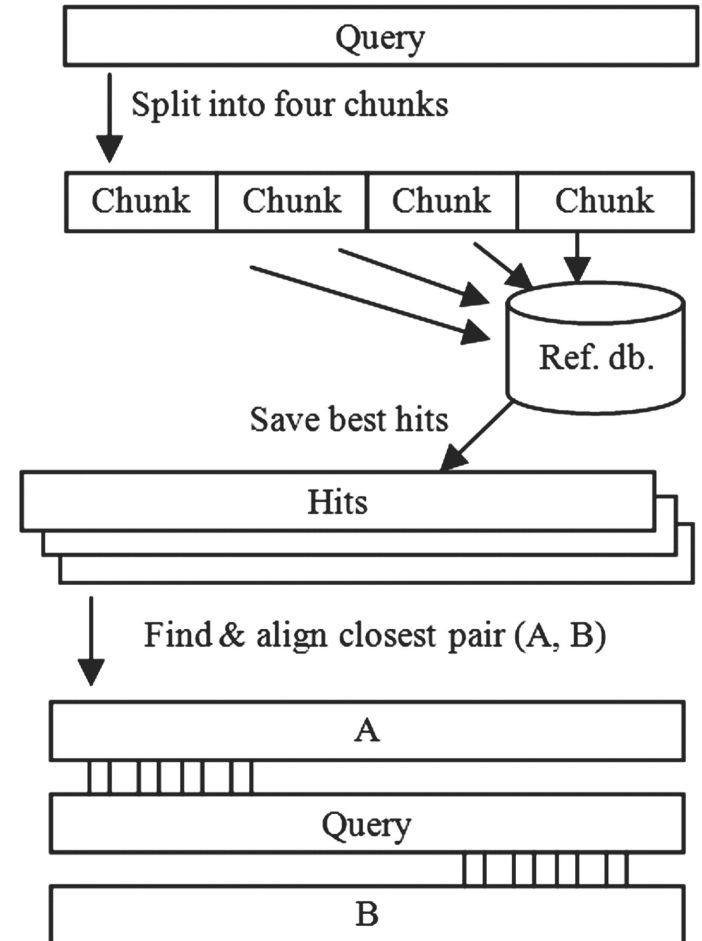 Query
Split into four chunks
Chunk Chunk Chunk Chunk
Ref. db.
Save best hits
Hits
Find & align closest pair (A, B)
A
Query
B